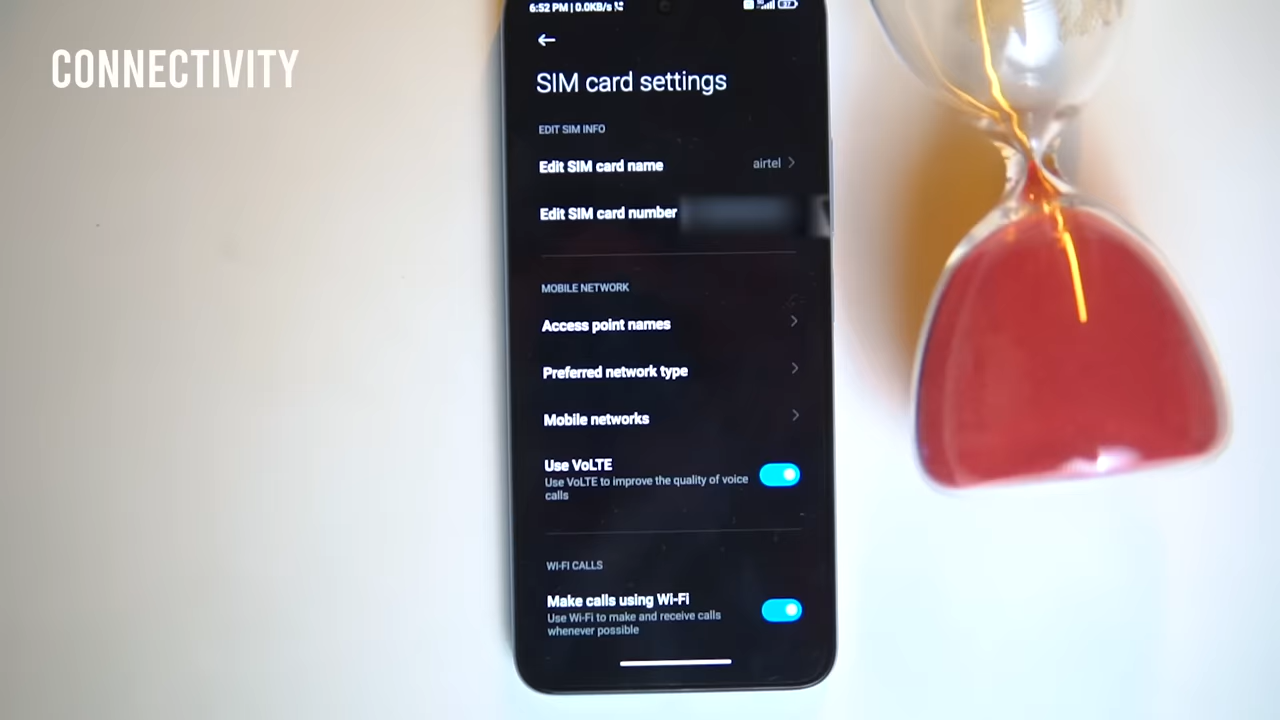 CONNECTIVITY
6:52 PM | 0.0KB/s
37
SIM card settings
EDIT SIM INFO
Edit SIM card name
airtel
Edit SIM card number
MOBILE NETWORK
Access point names
Preferred network type
Mobile networks
Use VoLTE
Use VoLTE to improve the quality of voice
calls
WI-FI CALLS
Make calls using Wi-Fi
Use Wi-Fi to make and receive calls
whenever possible